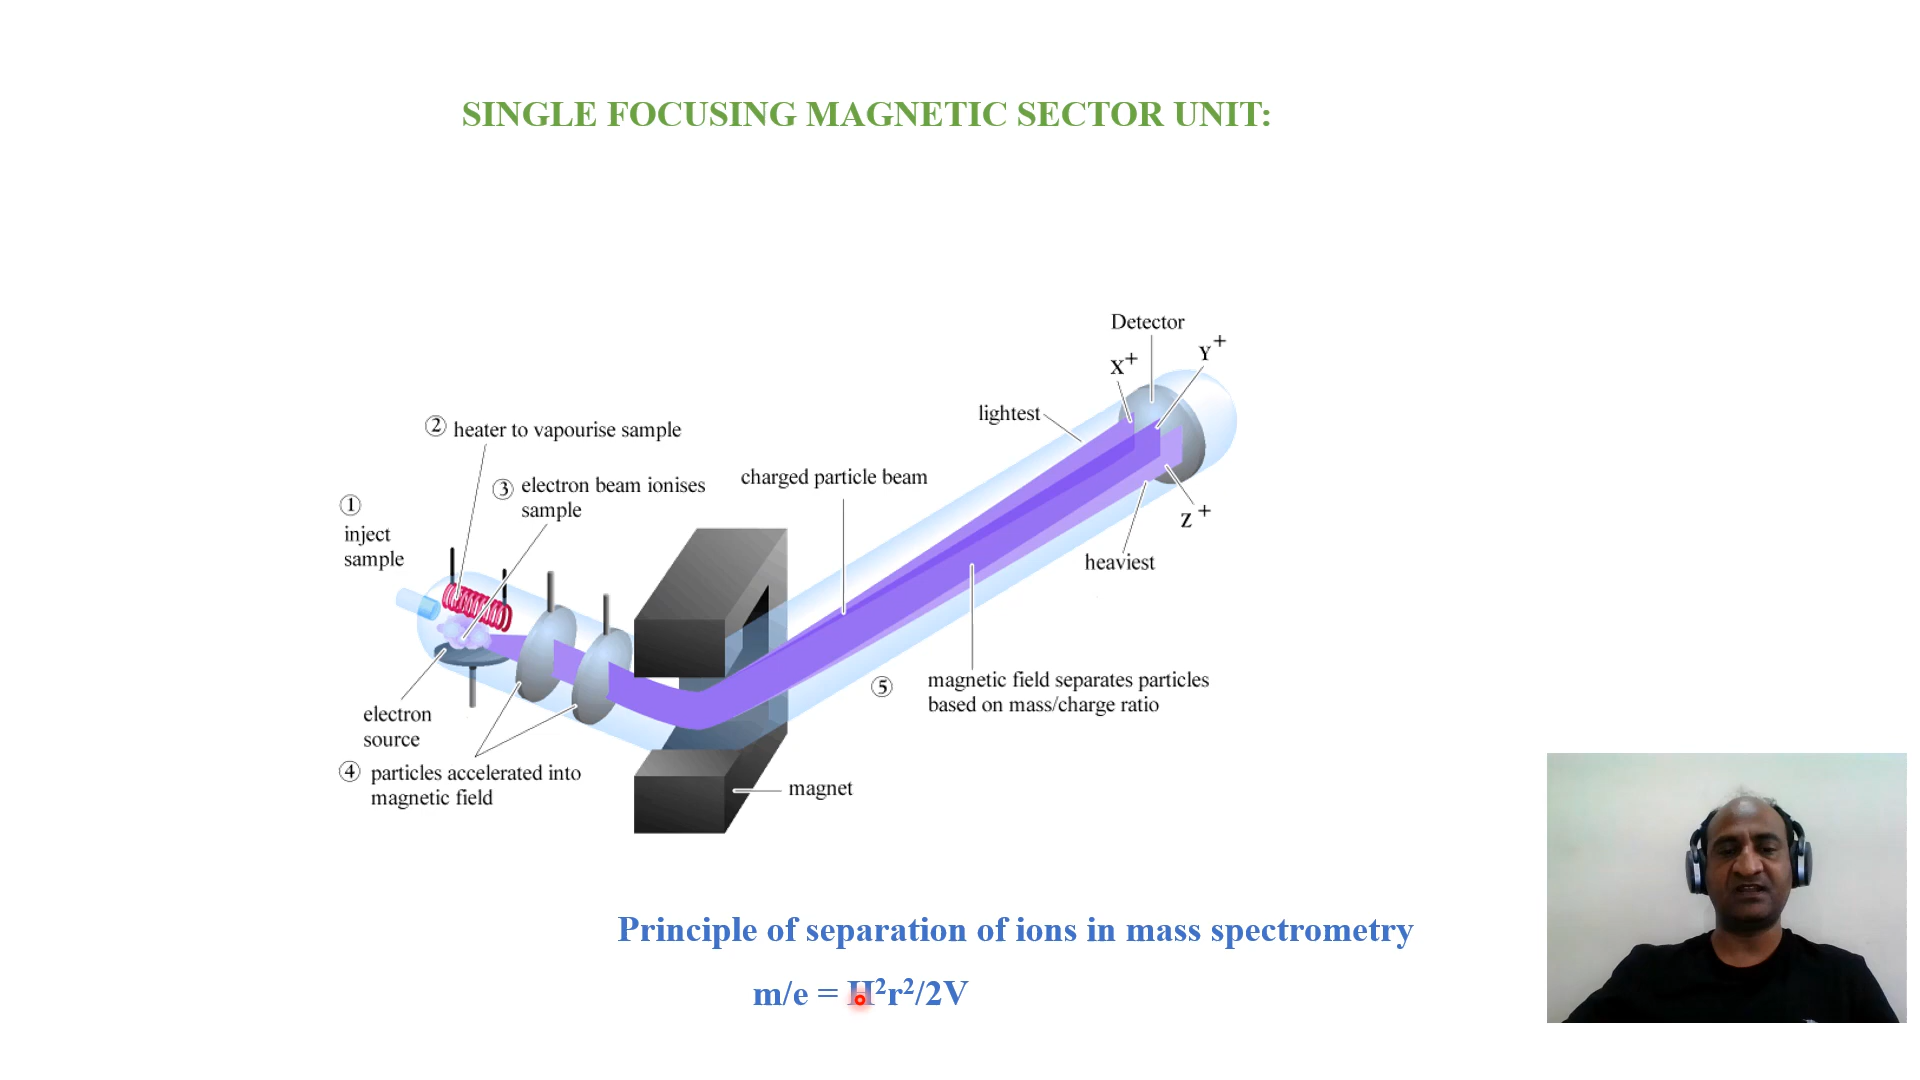 SINGLE FOCUSING MAGNETIC SECTOR UNIT:
Detector
X⁺
Y⁺
lightest
② heater to vapourise sample
③ electron beam ionises
sample
charged particle beam
①
inject
sample
Z⁺
heaviest
⑤ magnetic field separates particles
based on mass/charge ratio
electron
source
④ particles accelerated into
magnetic field
magnet
Principle of separation of ions in mass spectrometry
m/e = H²r²/2V